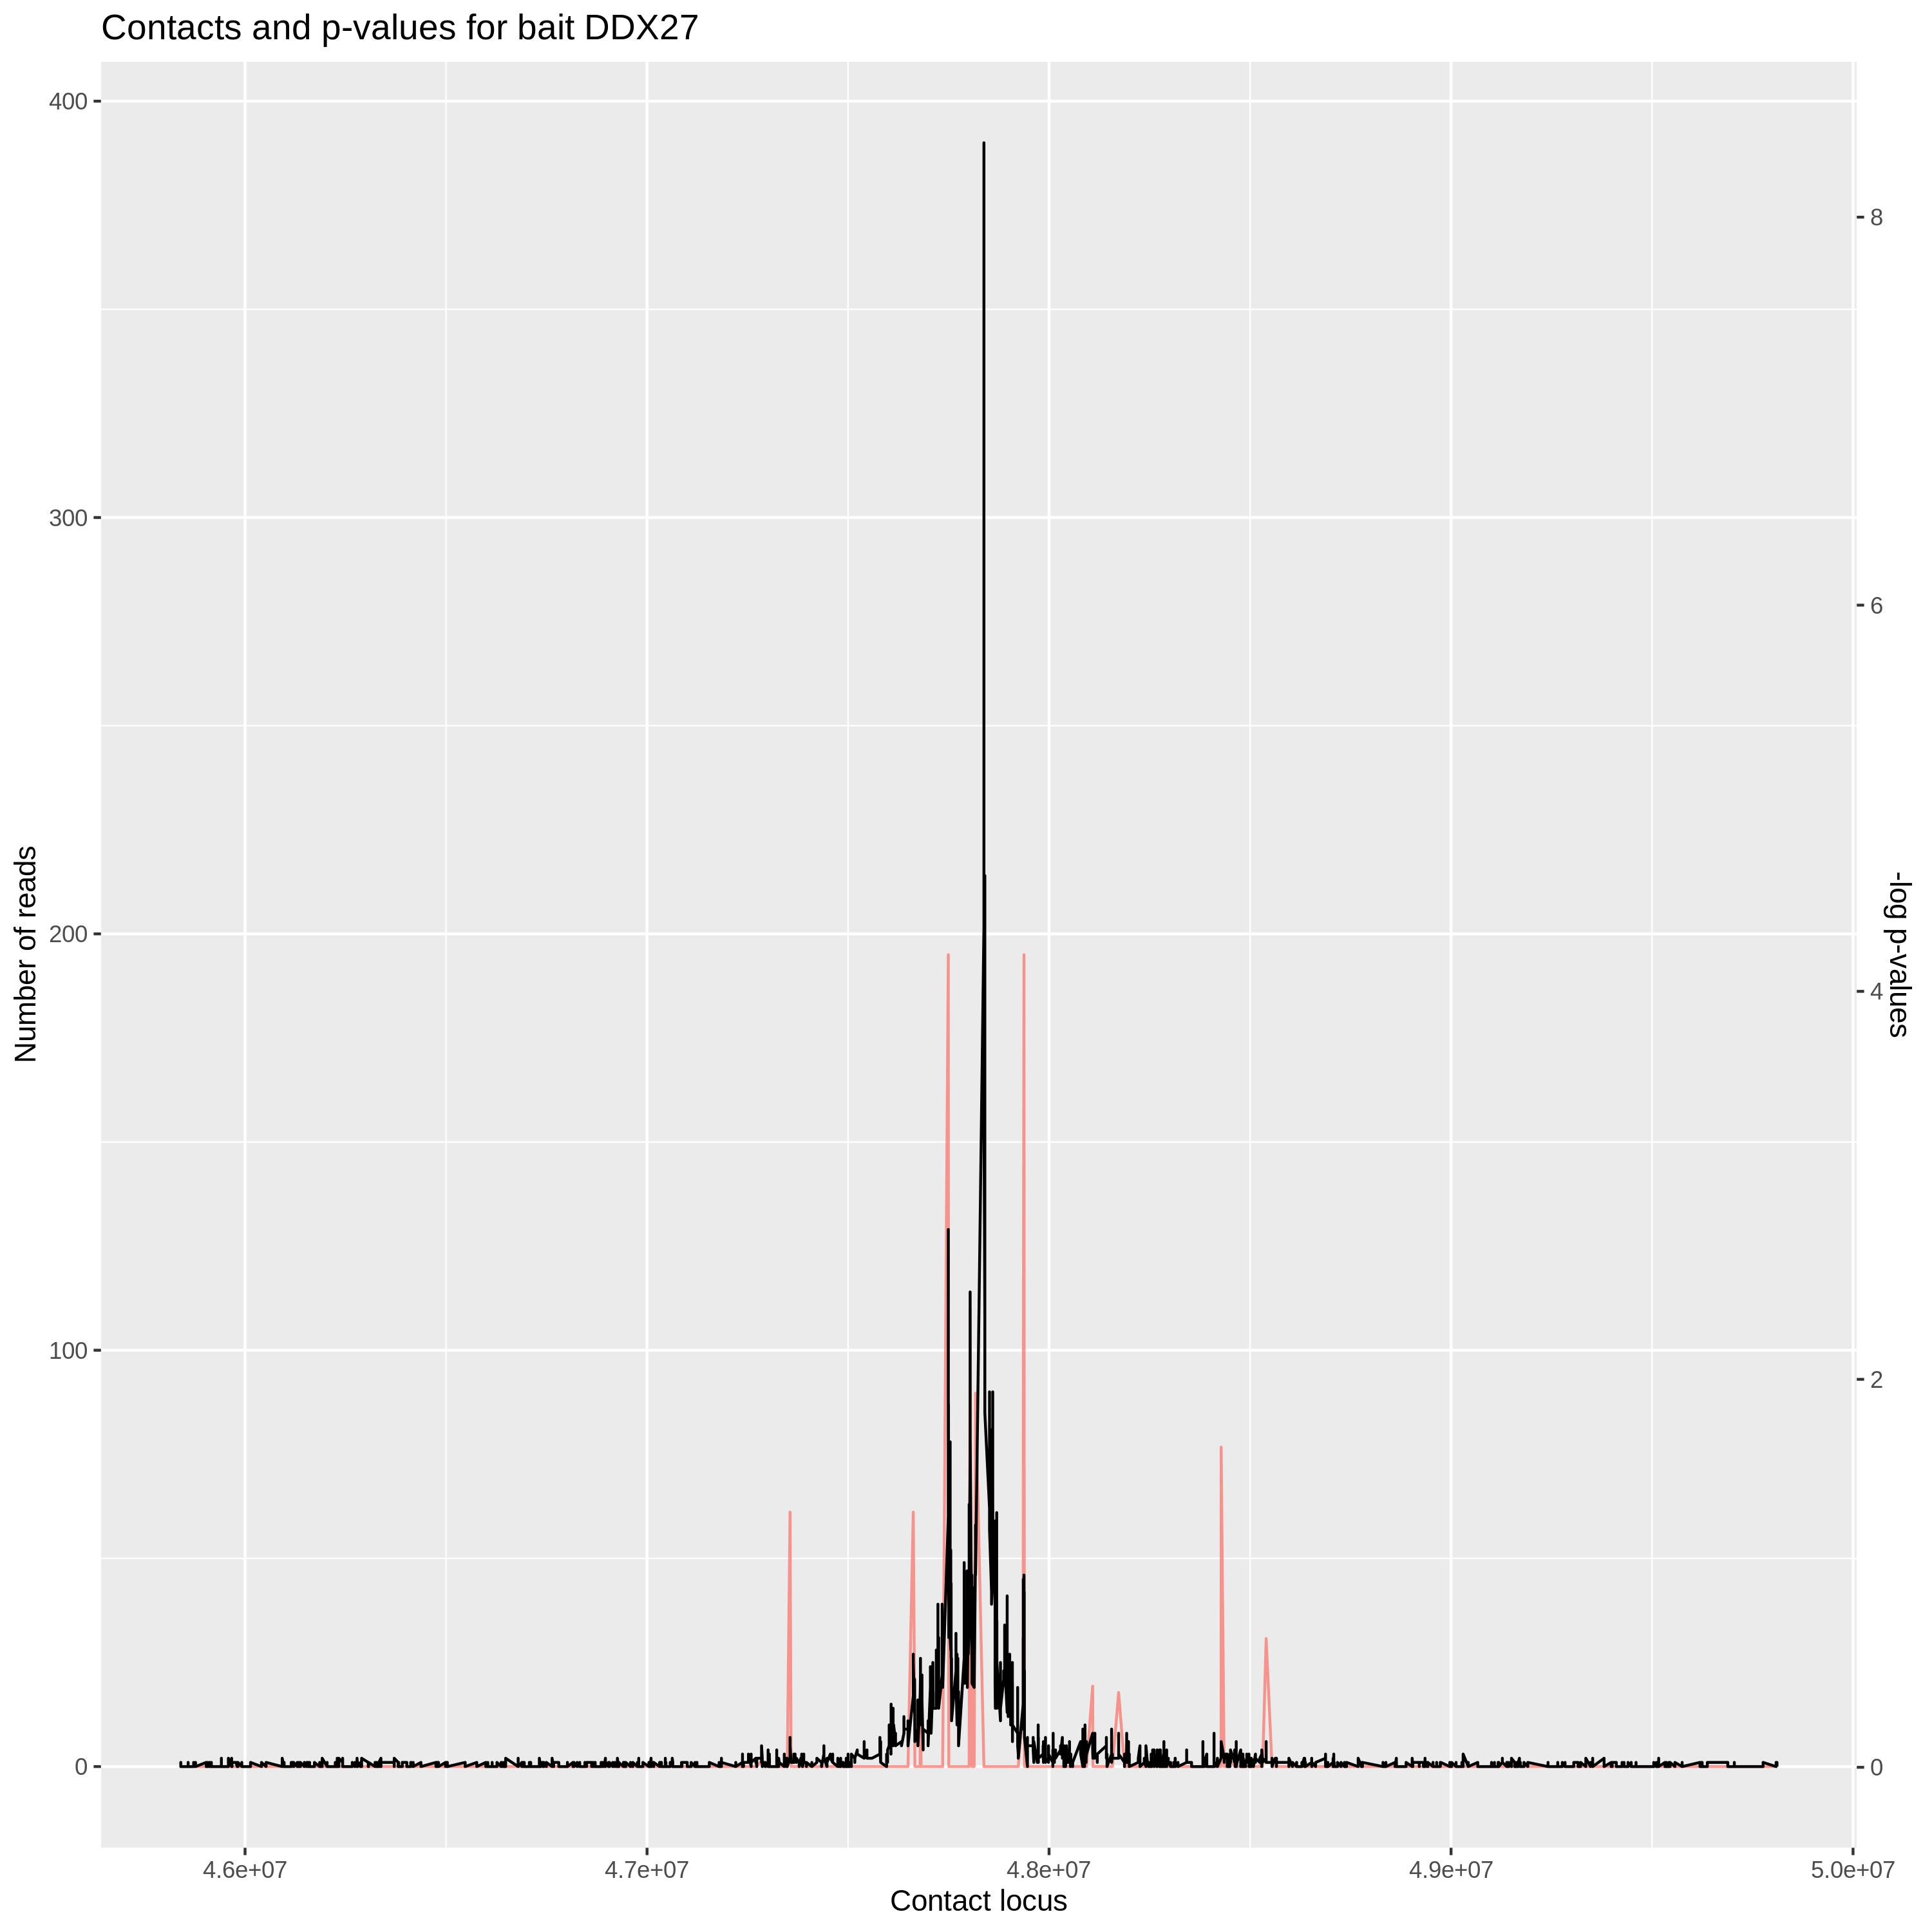 Contacts and p-values for bait DDX27
400
300
200
100
0
Number of reads
8
6
4
2
0
-log p-values
4.6e+07
4.7e+07
4.8e+07
4.9e+07
5.0e+07
Contact locus